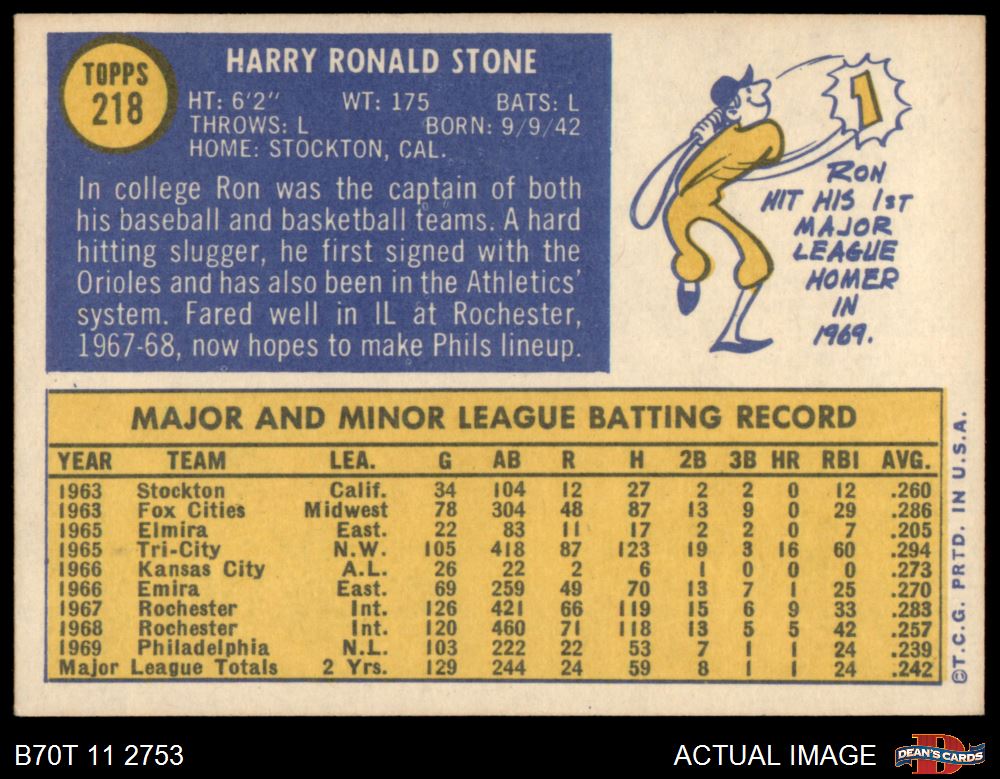 TOPPS
218
HARRY RONALD STONE
HT: 6'2" WT: 175 BATS: L
THROWS: L BORN: 9/9/42
HOME: STOCKTON, CAL.
In college Ron was the captain of both
his baseball and basketball teams. A hard
hitting slugger, he first signed with the
Orioles and has also been in the Athletics'
system. Fared well in IL at Rochester,
1967-68, now hopes to make Phils lineup.
1
RON
HIT HIS 1ST
MAJOR
LEAGUE
HOMER
IN
1969.
MAJOR AND MINOR LEAGUE BATTING RECORD
YEAR TEAM LEA. G AB R H 2B 3B HR RBI AVG.
1963 Stockton Calif. 34 104 12 27 2 2 0 12 .260
1963 Fox Cities Midwest 78 304 48 87 13 9 0 29 .286
1965 Elmira East. 22 83 11 17 2 2 0 7 .205
1965 Tri-City N.W. 105 418 87 123 19 3 16 60 .294
1966 Kansas City A.L. 26 22 2 6 1 0 0 0 .273
1966 Emira East. 69 259 49 70 13 7 1 25 .270
1967 Rochester Int. 126 421 66 119 15 6 9 33 .283
1968 Rochester Int. 120 460 71 118 13 5 5 42 .257
1969 Philadelphia N.L. 103 222 22 53 7 1 1 24 .239
Major League Totals 2 Yrs. 129 244 24 59 8 1 1 24 .242
©T.C.G. PRTD. IN U.S.A.
B70T 11 2753
ACTUAL IMAGE
DEAN'S CARDS